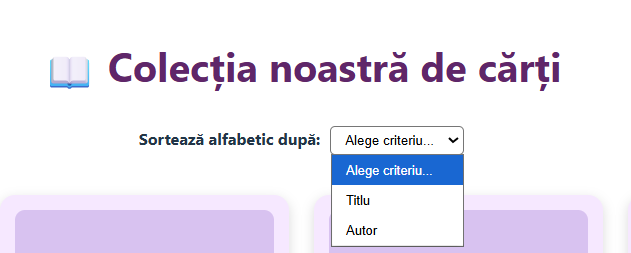 Colecția noastră de cărți
Sortează alfabetic după: Alege criteriu...
Alege criteriu...
Titlu
Autor